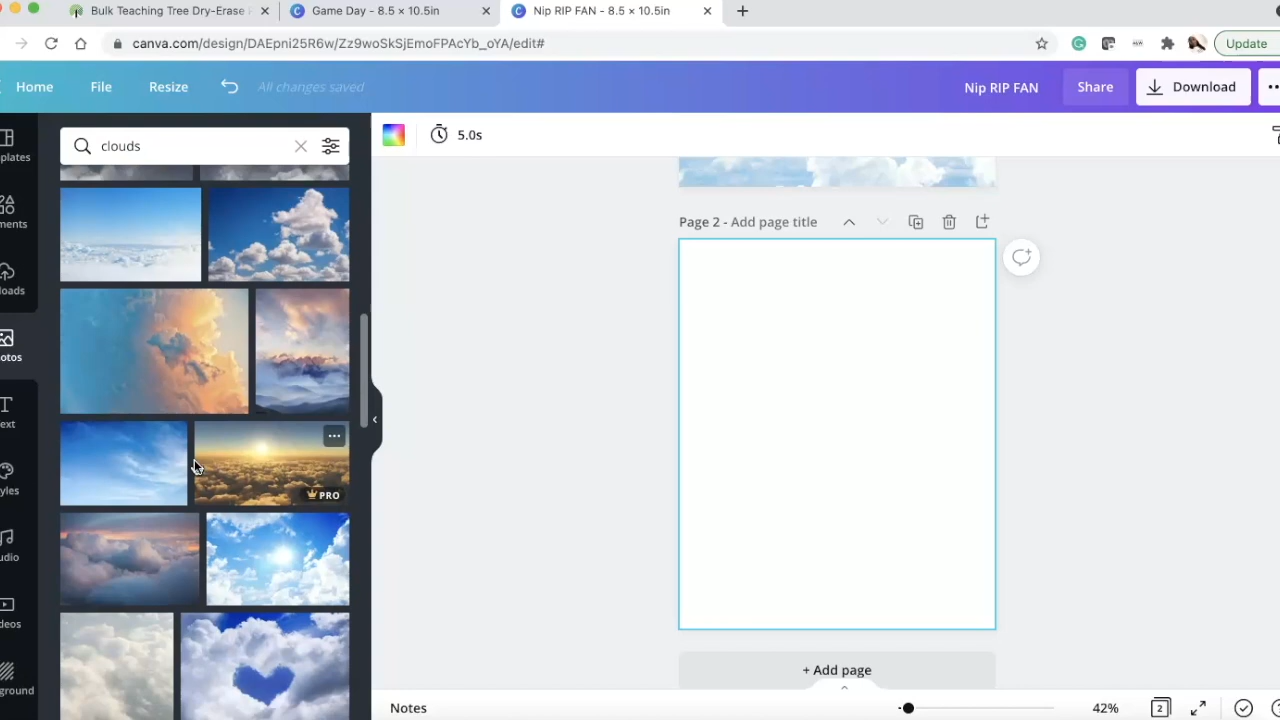 Bulk Teaching Tree Dry-Erase
Game Day - 8.5 × 10.5in
Nip RIP FAN - 8.5 × 10.5in
canva.com/design/DAEpni25R6w/Zz9woSkSjEmoFPAcYb_oYA/edit#
Update
Home
File
Resize
All changes saved
Nip RIP FAN
Share
Download
clouds
5.0s
plates
ments
oads
otos
ext
yles
udio
deos
ground
PRO
Page 2 - Add page title
+ Add page
Notes
42%
2